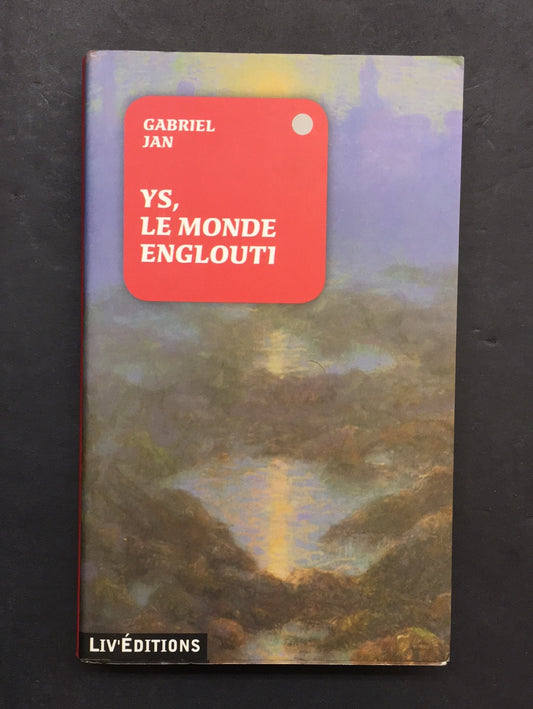 GABRIEL
JAN
YS,
LE MONDE
ENGLOUTI
LIV'ÉDITIONS